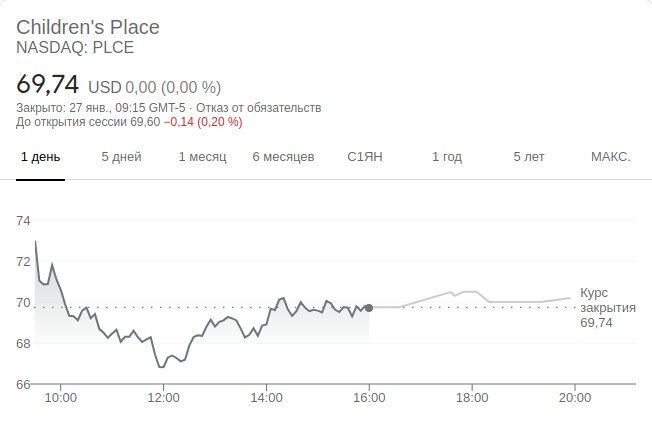 Children's Place
NASDAQ: PLCE
69,74 USD 0,00 (0,00 %)
Закрыто: 27 янв., 09:15 GMT-5 · Отказ от обязательств
До открытия сессии 69,60 −0,14 (0,20 %)
1 день 5 дней 1 месяц 6 месяцев С1ЯН 1 год 5 лет МАКС.
74
72
70
68
66
Курс
закрытия
69,74
10:00 12:00 14:00 16:00 18:00 20:00